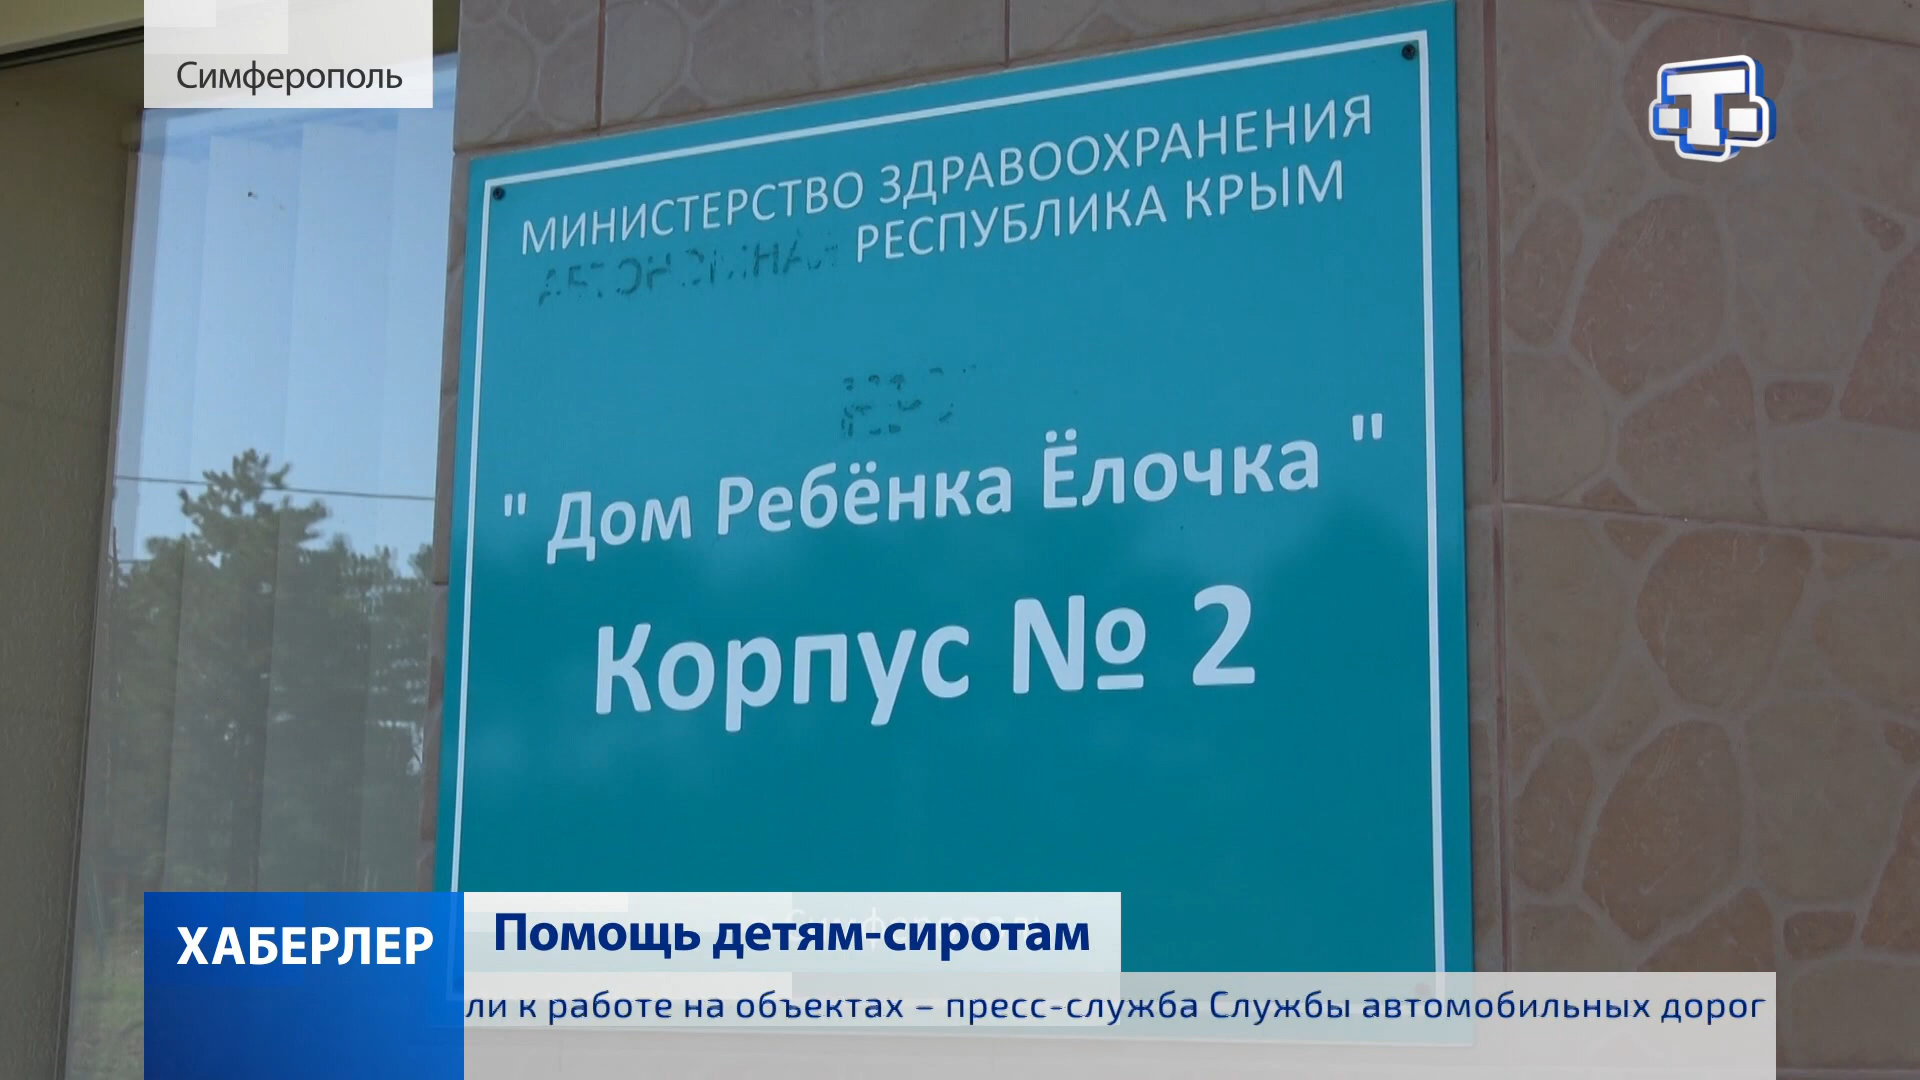 Симферополь
Т
МИНИСТЕРСТВО ЗДРАВООХРАНЕНИЯ
АВТОНОМНАЯ РЕСПУБЛИКА КРЫМ
" Дом Ребёнка Ёлочка "
Корпус № 2
ХАБЕРЛЕР
Помощь детям-сиротам
ли к работе на объектах – пресс-служба Службы автомобильных дорог